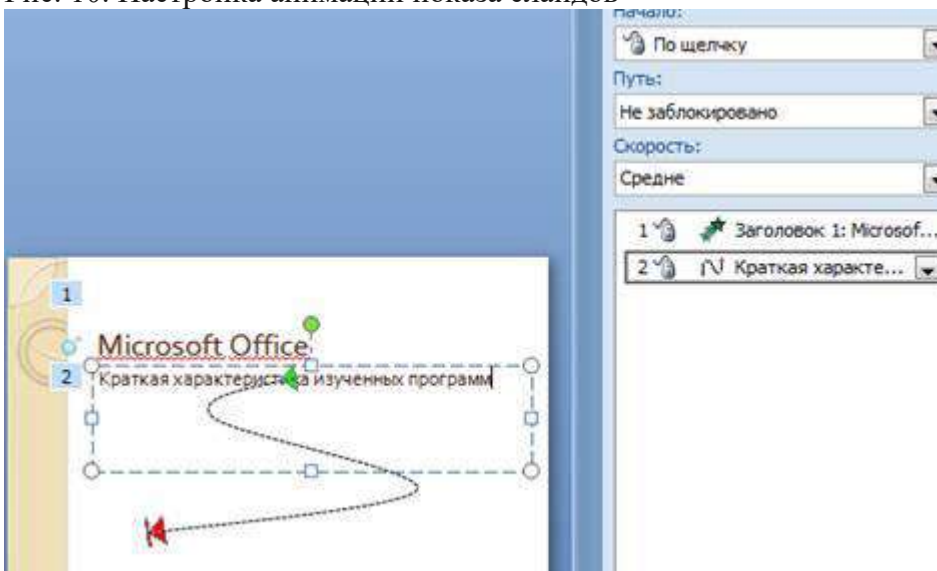 Рис. 10. Настройка анимации показа слайдов
Начало:
По щелчку
Путь:
Не заблокировано
Скорость:
Средне
1 Заголовок 1: Microsof...
2 Краткая характе...
1
Microsoft Office
2 Краткая характеристика изученных программ